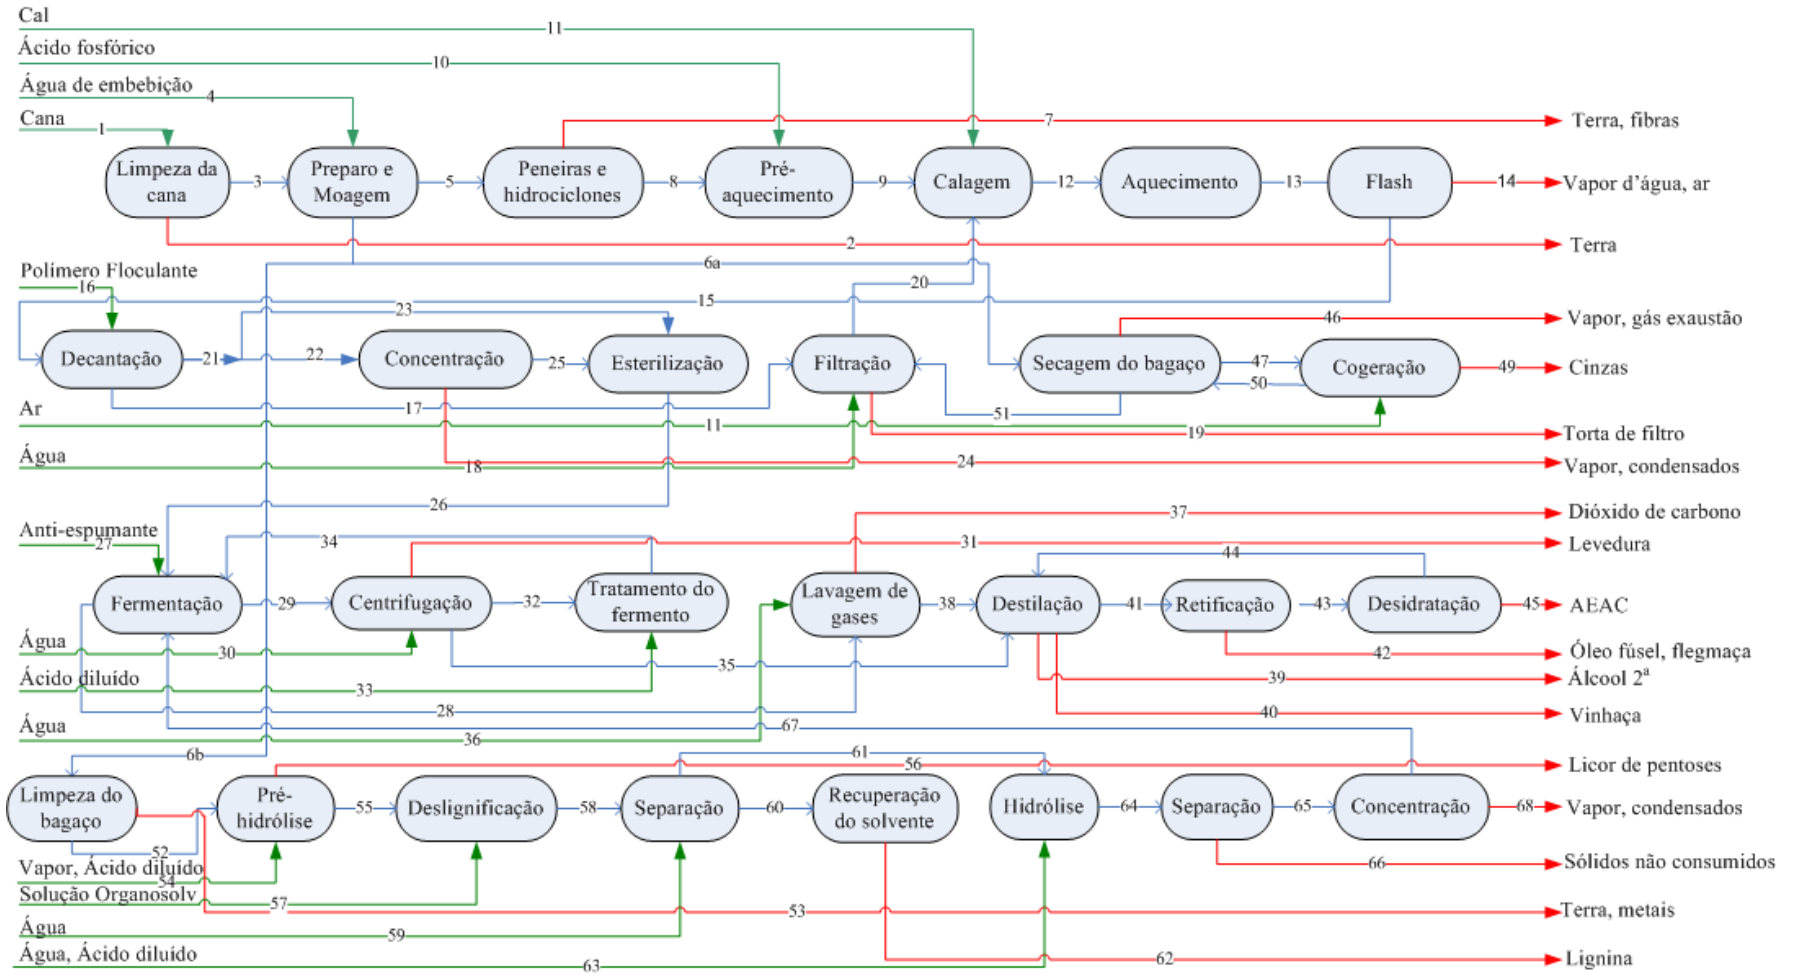 Cal
11
Ácido fosfórico
10
Água de embebição
4
Cana
1
7
Terra, fibras
Limpeza da
cana
3
Preparo e
Moagem
5
Peneiras e
hidrociclones
8
Pré-
aquecimento
9
Calagem
12
Aquecimento
13
Flash
14
Vapor d'água, ar
2
Terra
6a
Polímero Floculante
16
20
15
23
46
Vapor, gás exaustão
Decantação
21
22
Concentração
25
Esterilização
Filtração
Secagem do bagaço
47
50
Cogeração
49
Cinzas
17
51
Ar
11
19
Torta de filtro
Água
18
24
Vapor, condensados
26
37
Dióxido de carbono
Anti-espumante
27
34
31
Levedura
44
Fermentação
29
Centrifugação
32
Tratamento do
fermento
Lavagem de
gases
38
Destilação
41
Retificação
43
Desidratação
45
AEAC
Água
30
42
Óleo fúsel, flegmaça
35
Ácido diluído
33
39
Álcool 2ª
28
40
Vinhaça
Água
36
67
6b
61
56
Licor de pentoses
Limpeza do
bagaço
Pré-
hidrólise
55
Deslignificação
58
Separação
60
Recuperação
do solvente
Hidrólise
64
Separação
65
Concentração
68
Vapor, condensados
52
Vapor, Ácido diluído
54
66
Sólidos não consumidos
Solução Organosolv
57
53
Terra, metais
Água
59
Água, Ácido diluído
63
62
Lignina